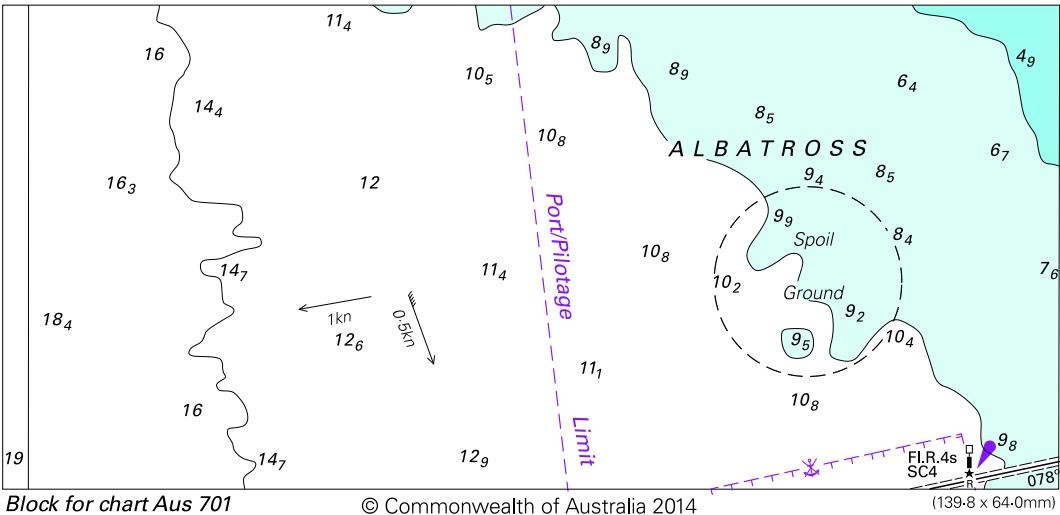 11₄
16
8₉
10₅
8₉
4₉
6₄
14₄
8₅
10₈
ALBATROSS
6₇
16₃
12
9₄
8₅
9₉
Port/Pilotage
Spoil
8₄
10₈
14₇
11₄
10₂
7₆
Ground
1kn
0·5kn
18₄
9₂
12₆
9₅
10₄
11₁
10₈
16
Limit
9₈
19
14₇
12₉
Fl.R.4s
SC4
R
078°
Block for chart Aus 701
© Commonwealth of Australia 2014
(139·8 x 64·0mm)